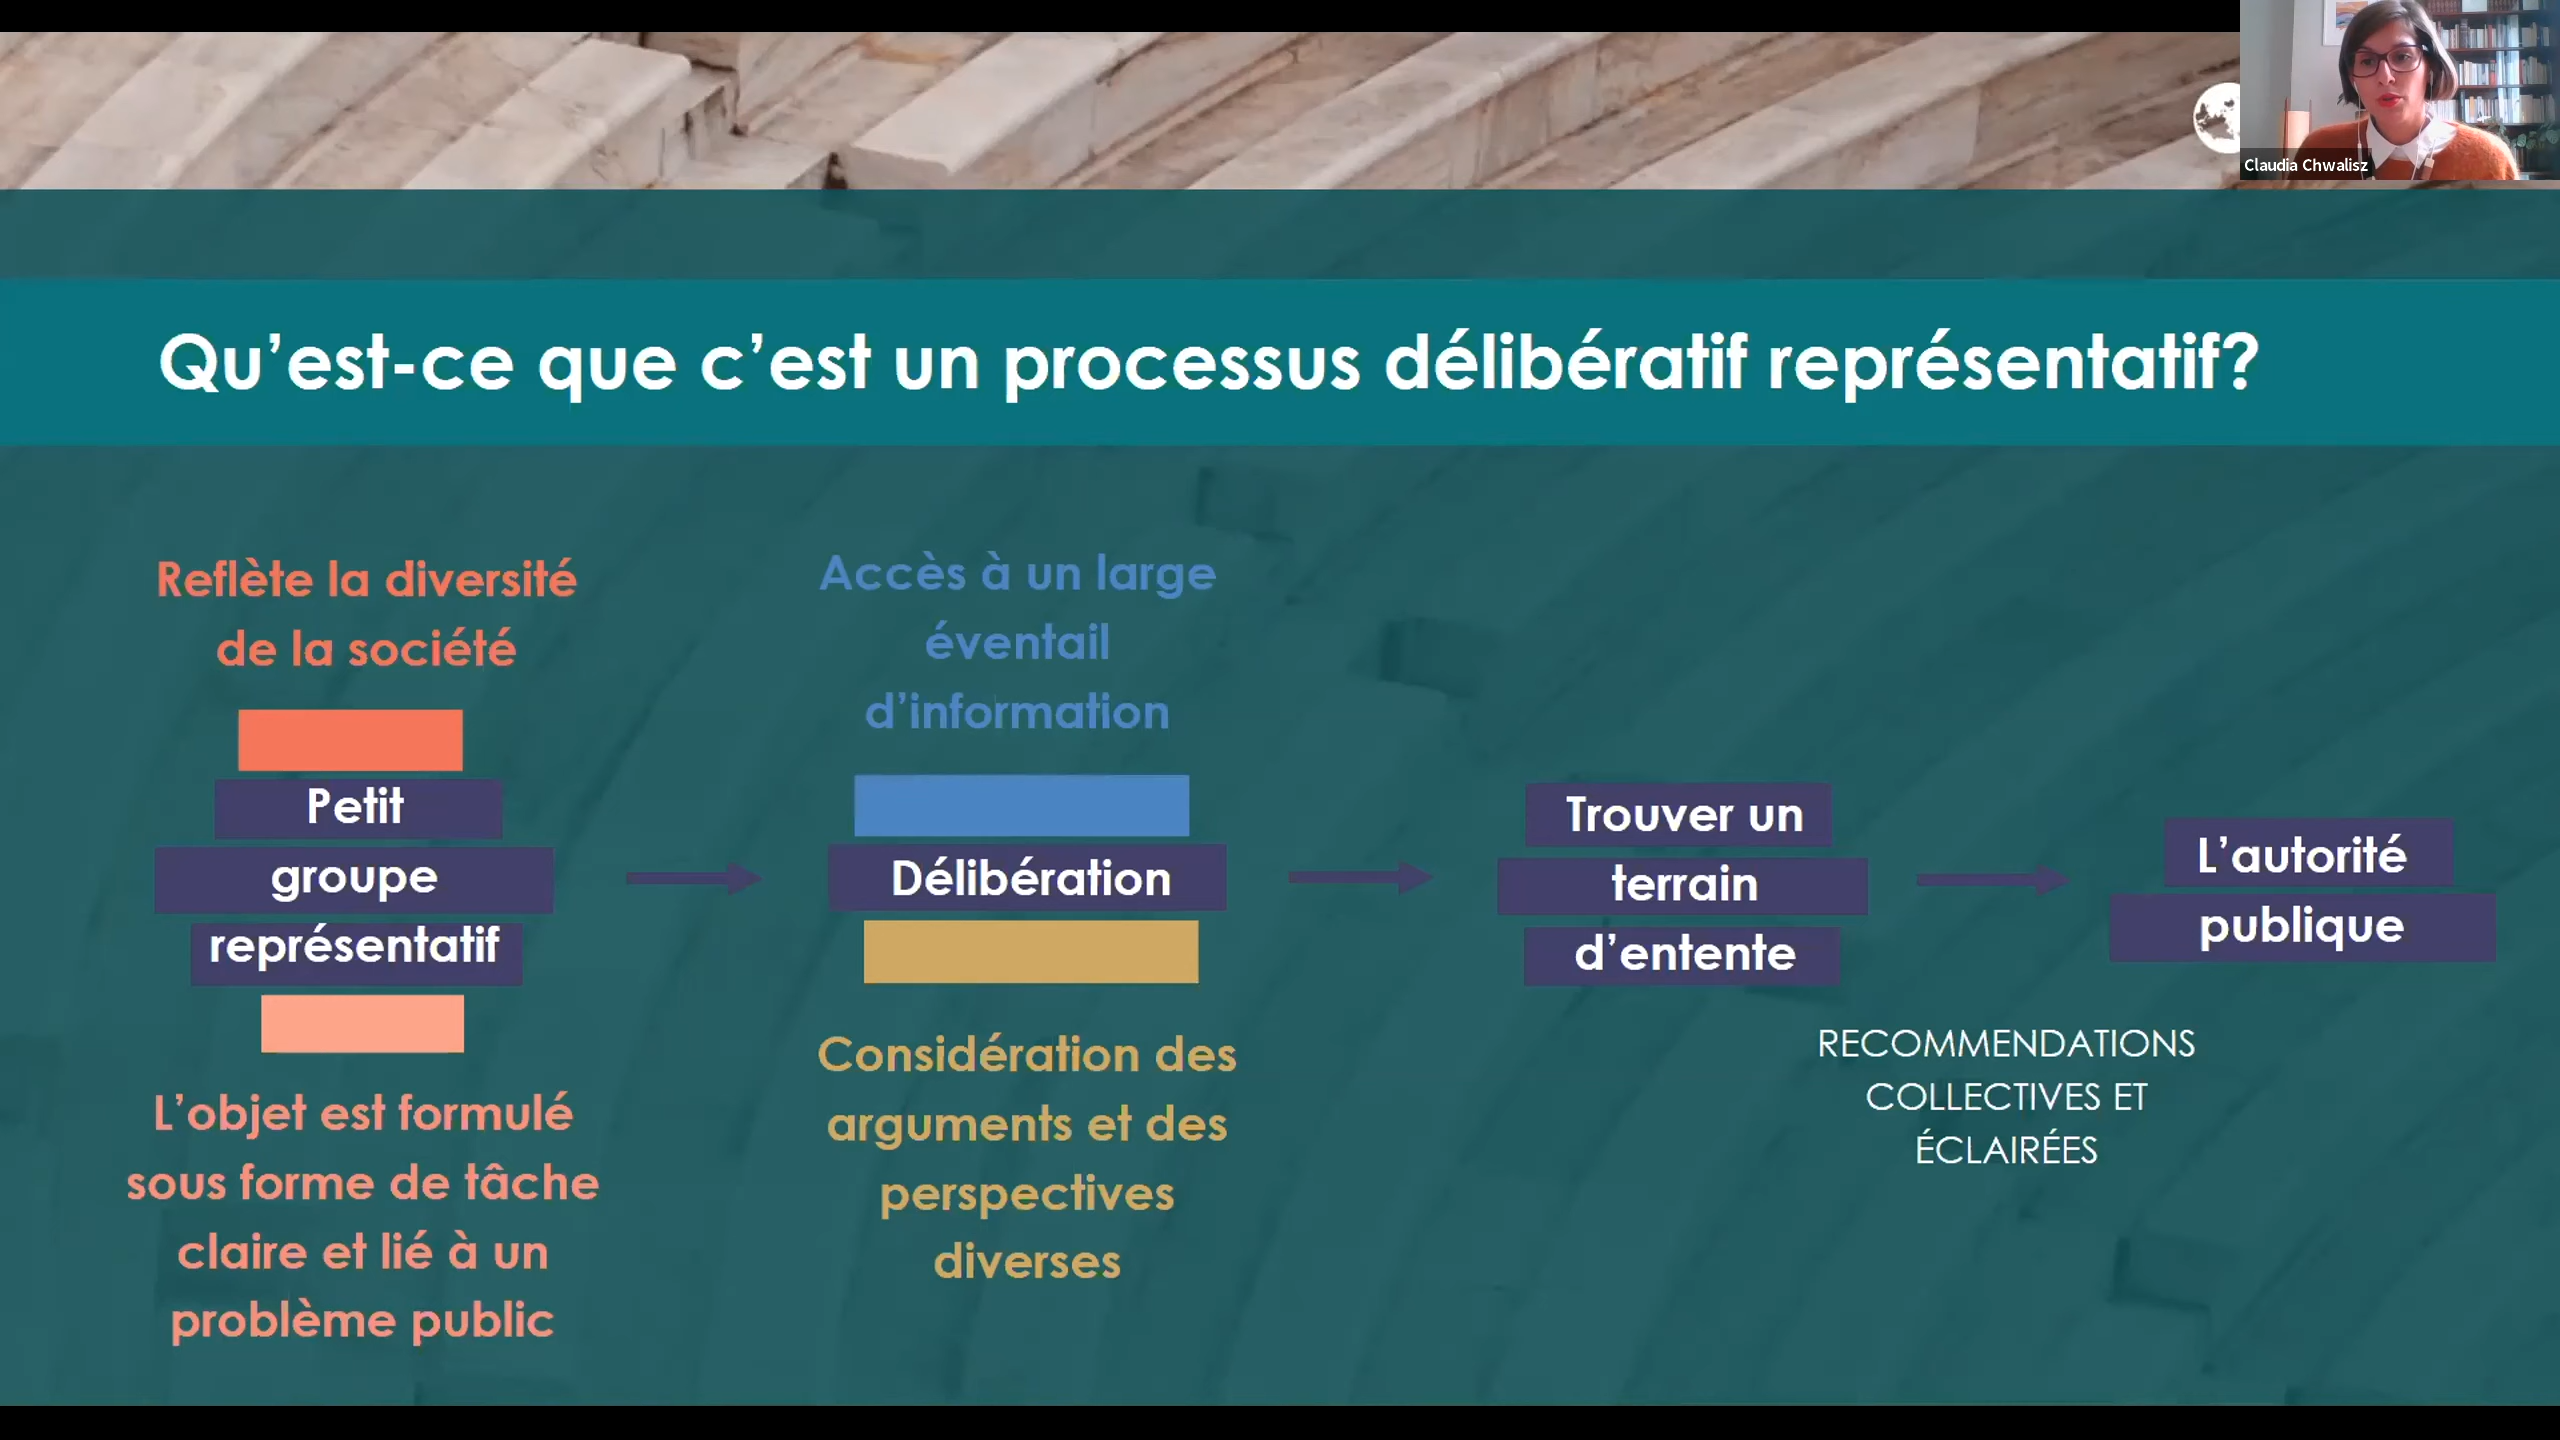 Claudia Chwalisz
Qu’est-ce que c’est un processus délibératif représentatif?
Reflète la diversité
de la société
Petit
groupe
représentatif
L’objet est formulé
sous forme de tâche
claire et lié à un
problème public
Accès à un large
éventail
d’information
Délibération
Considération des
arguments et des
perspectives
diverses
Trouver un
terrain
d’entente
L’autorité
publique
RECOMMENDATIONS
COLLECTIVES ET
ÉCLAIRÉES